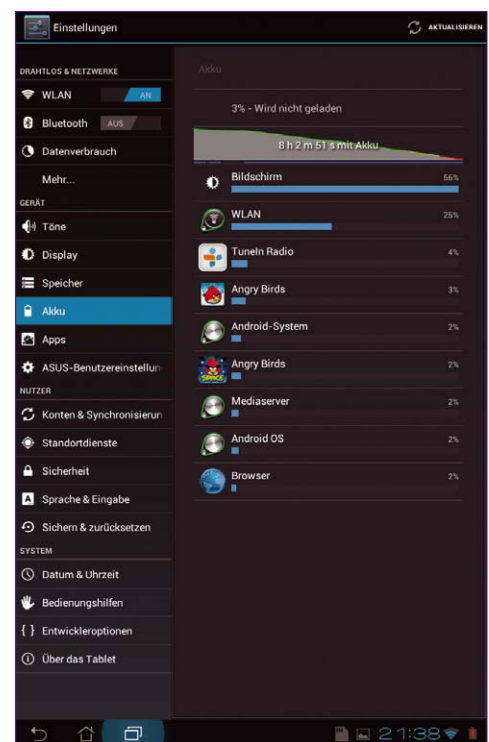 Einstellungen
AKTUALISIEREN
DRAHTLOS & NETZWERKE
WLAN AN
Bluetooth AUS
Datenverbrauch
Mehr...
GERÄT
Töne
Display
Speicher
Akku
Apps
ASUS-Benutzereinstellun
NUTZER
Konten & Synchronisierun
Standortdienste
Sicherheit
A Sprache & Eingabe
Sichern & zurücksetzen
SYSTEM
Datum & Uhrzeit
Bedienungshilfen
{ } Entwickleroptionen
Über das Tablet
Akku
3% - Wird nicht geladen
8 h 2 m 51 s mit Akku
Bildschirm 56%
WLAN 25%
TuneIn Radio 4%
Angry Birds 3%
Android-System 2%
Angry Birds 2%
SPACE
Mediaserver 2%
Android OS 2%
Browser 2%
21:38